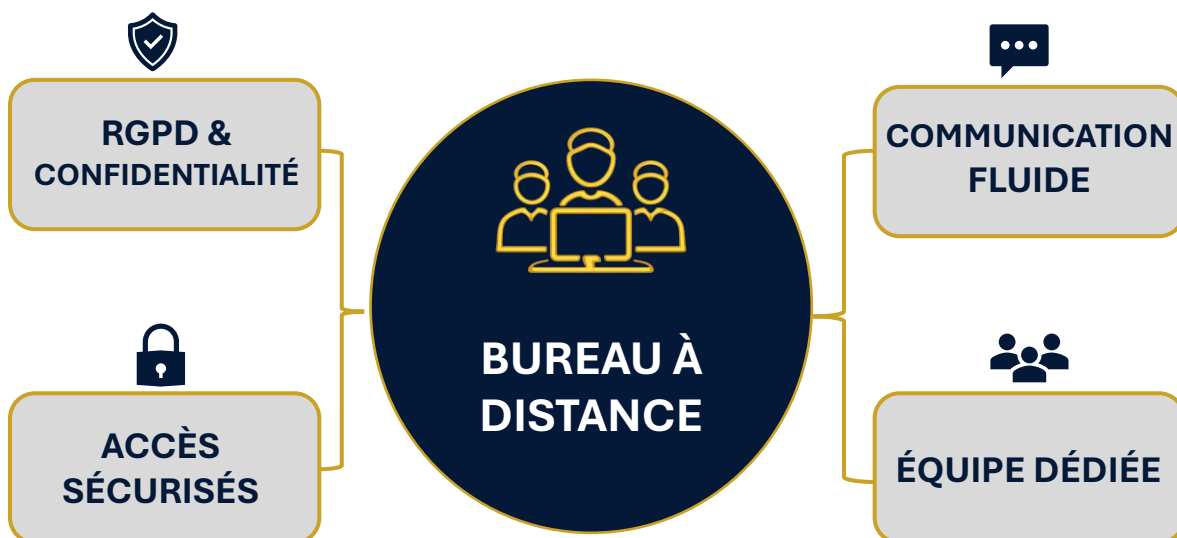 RGPD &
CONFIDENTIALITÉ
COMMUNICATION
FLUIDE
BUREAU À
DISTANCE
ACCÈS
SÉCURISÉS
ÉQUIPE DÉDIÉE